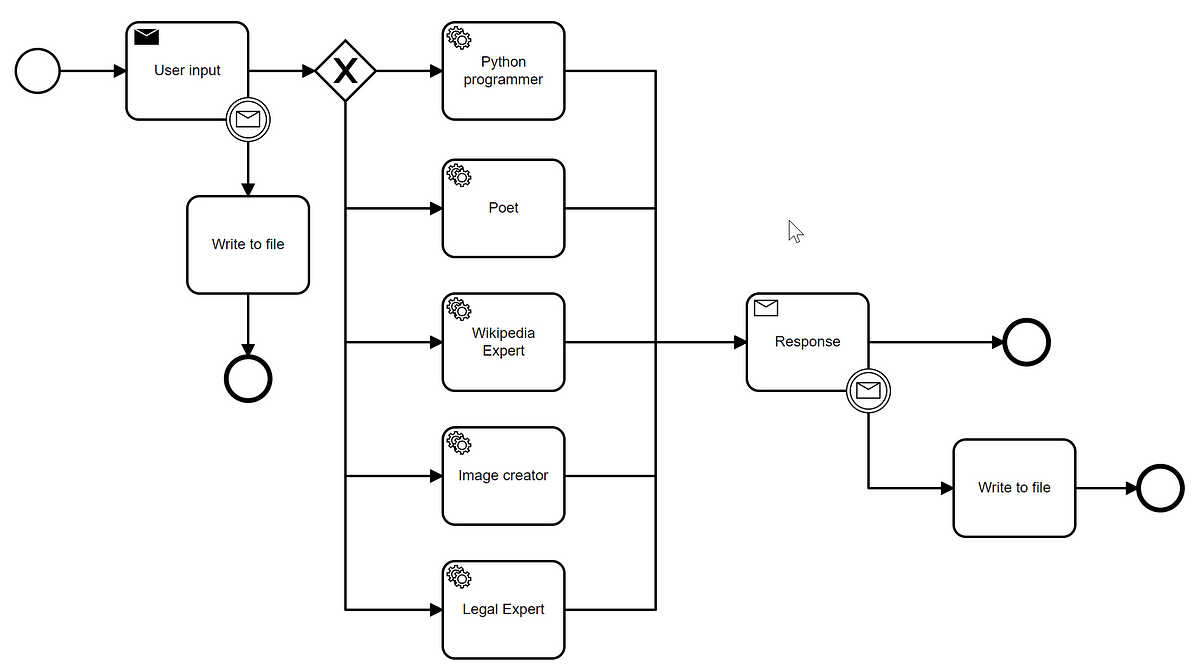 User input
Python
programmer
Poet
Write to file
Wikipedia
Expert
Response
Image creator
Write to file
Legal Expert